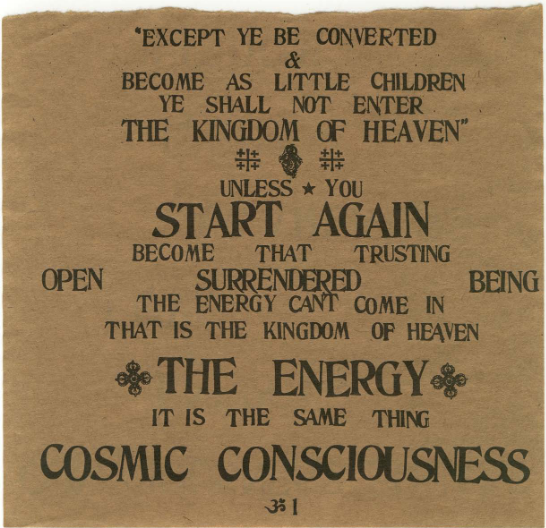 "EXCEPT YE BE CONVERTED
&
BECOME AS LITTLE CHILDREN
YE SHALL NOT ENTER
THE KINGDOM OF HEAVEN"
UNLESS ★ YOU
START AGAIN
BECOME THAT TRUSTING
OPEN SURRENDERED BEING
THE ENERGY CAN'T COME IN
THAT IS THE KINGDOM OF HEAVEN
THE ENERGY
IT IS THE SAME THING
COSMIC CONSCIOUSNESS
ॐ 1